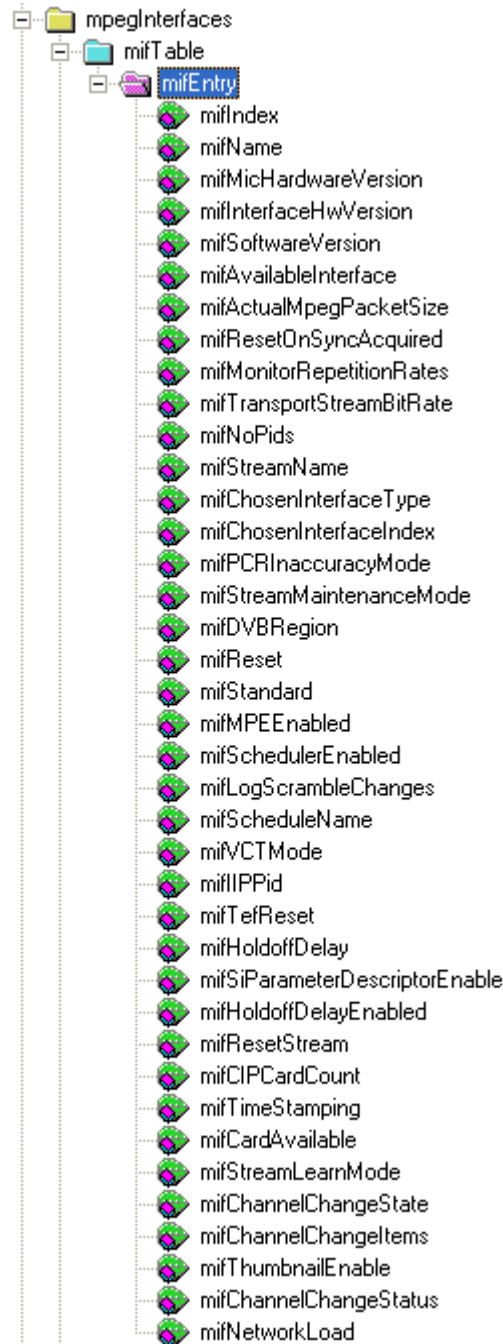 mpegInterfaces
mifTable
mifEntry
mifIndex
mifName
mifMicHardwareVersion
mifInterfaceHwVersion
mifSoftwareVersion
mifAvailableInterface
mifActualMpegPacketSize
mifResetOnSyncAcquired
mifMonitorRepetitionRates
mifTransportStreamBitRate
mifNoPids
mifStreamName
mifChosenInterfaceType
mifChosenInterfaceIndex
mifPCRInaccuracyMode
mifStreamMaintenanceMode
mifDVBRegion
mifReset
mifStandard
mifMPEEnabled
mifSchedulerEnabled
mifLogScrambleChanges
mifScheduleName
mifVCTMode
mifIIPPid
mifTefReset
mifHoldoffDelay
mifSiParameterDescriptorEnable
mifHoldoffDelayEnabled
mifResetStream
mifCIPCardCount
mifTimeStamping
mifCardAvailable
mifStreamLearnMode
mifChannelChangeState
mifChannelChangeItems
mifThumbnailEnable
mifChannelChangeStatus
mifNetworkLoad